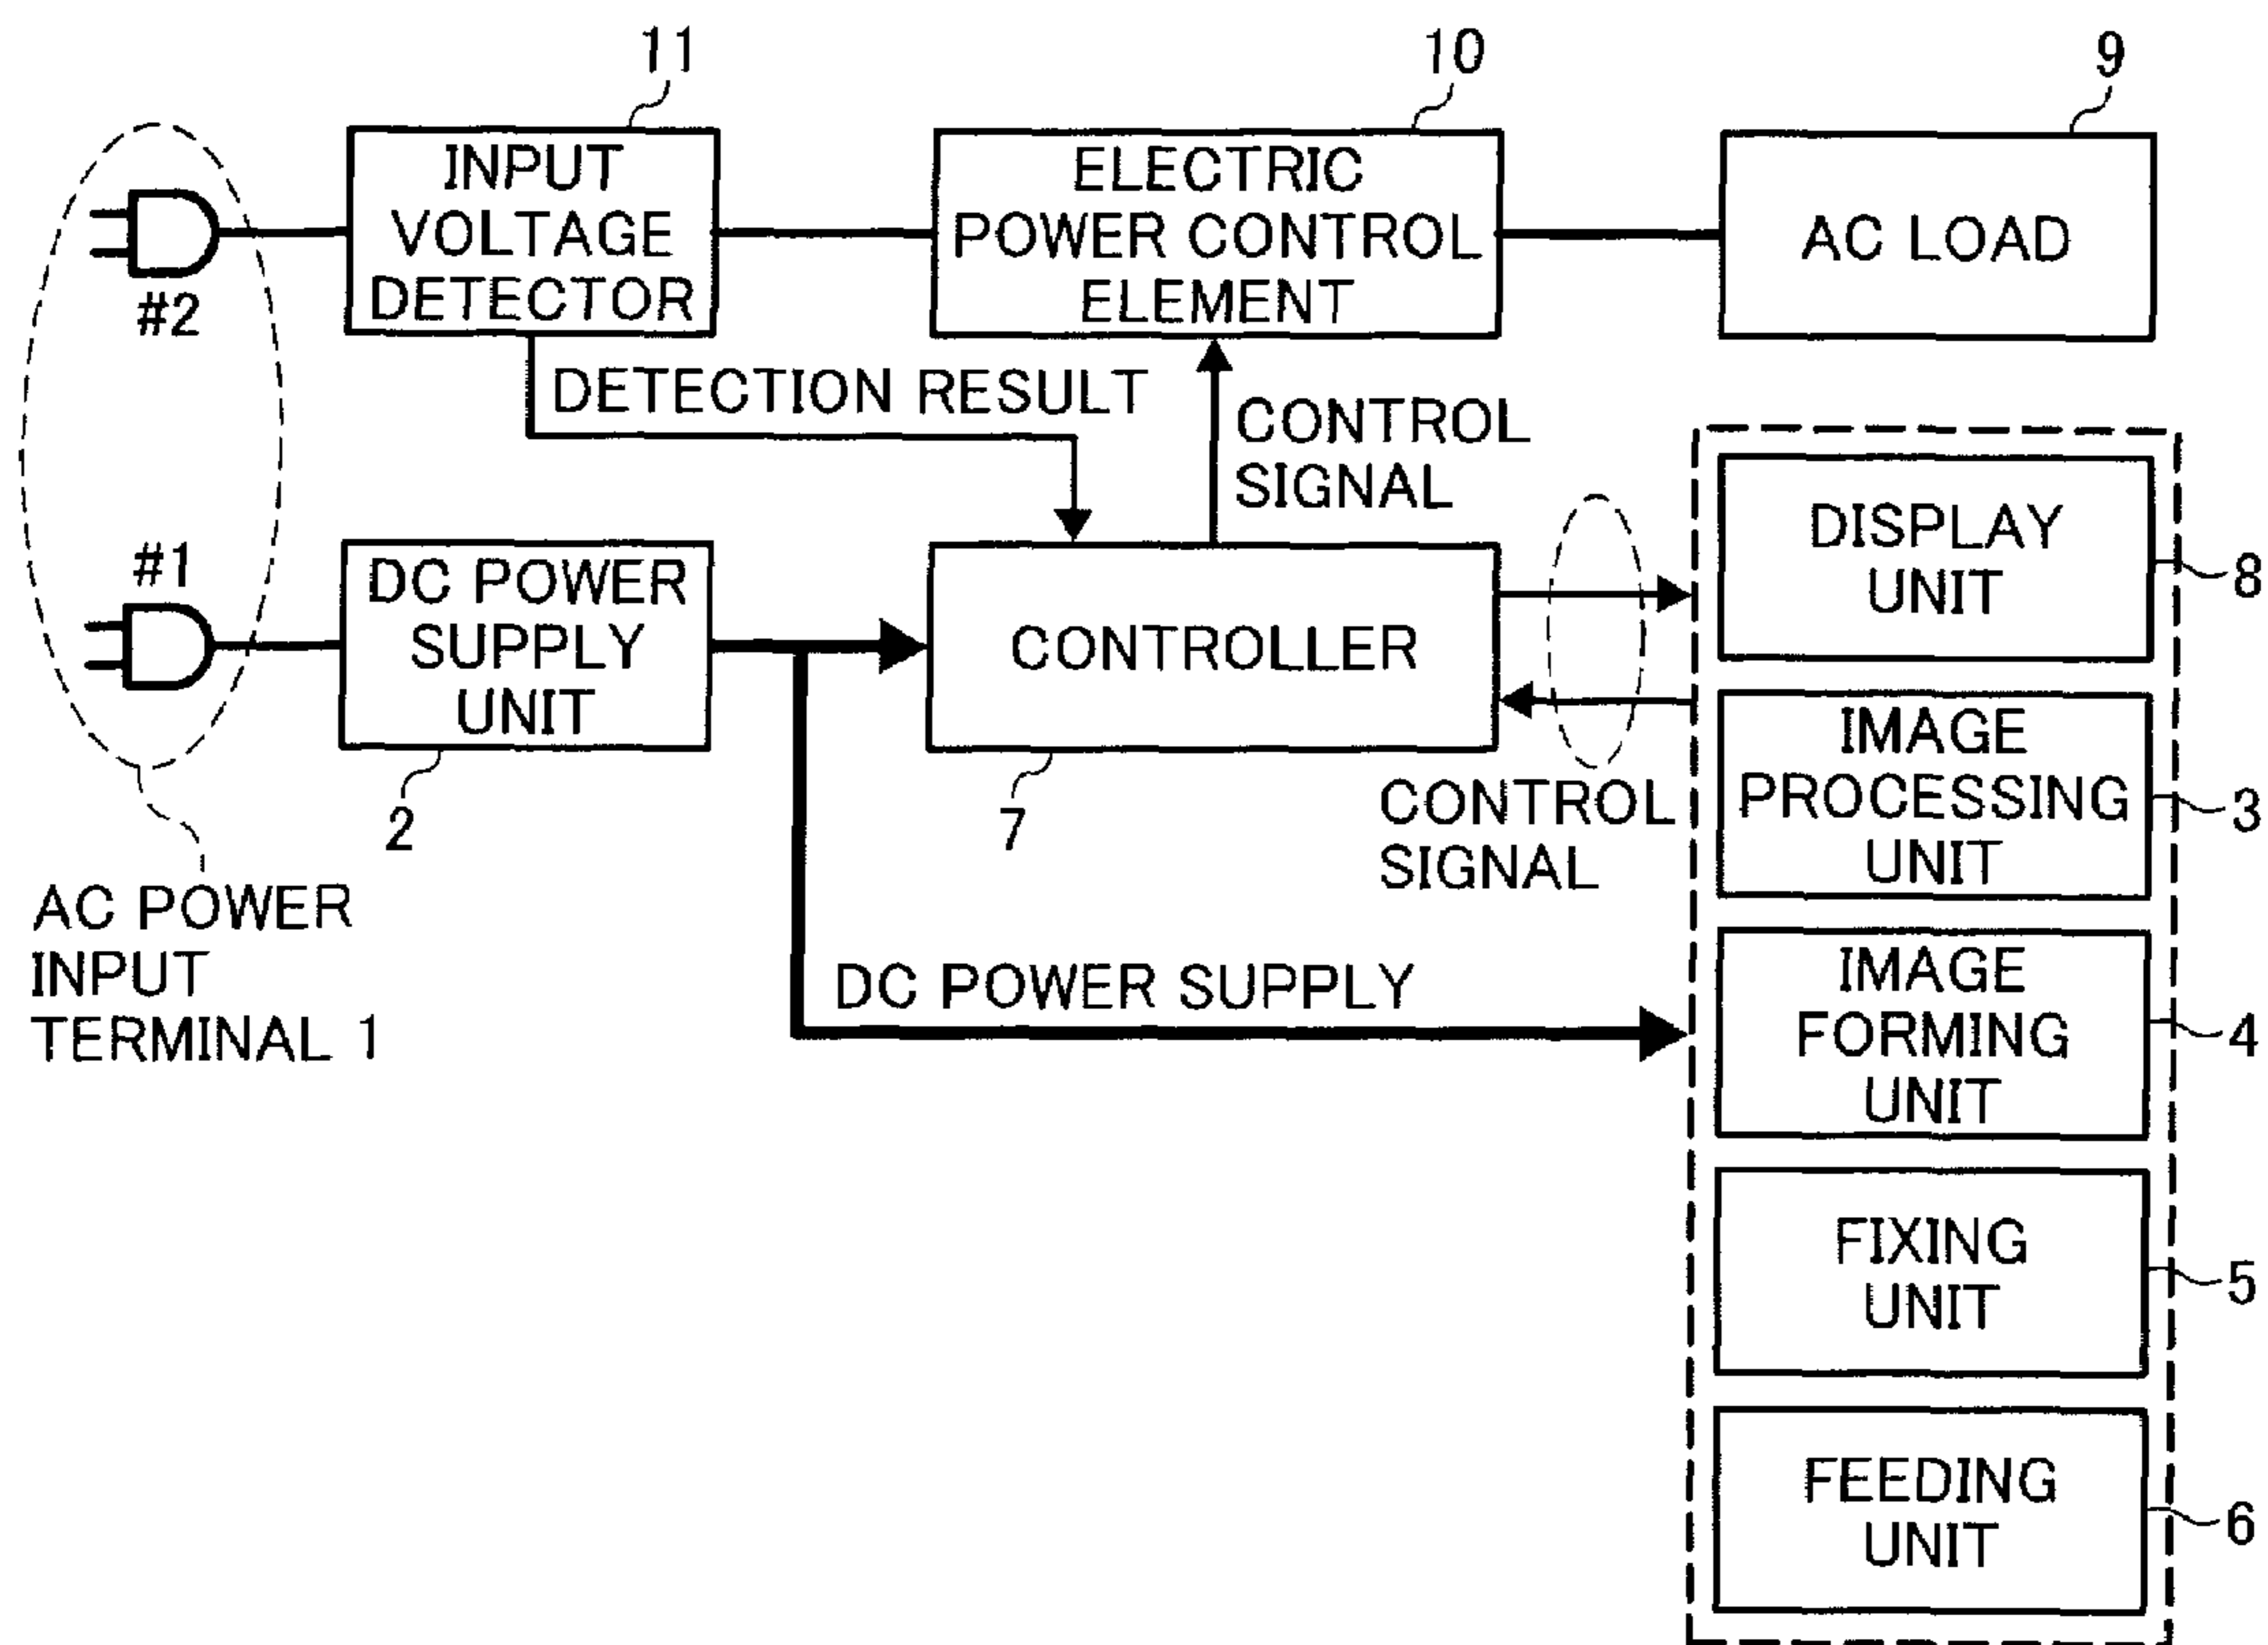 11
10
9
INPUT
VOLTAGE
DETECTOR
ELECTRIC
POWER CONTROL
ELEMENT
AC LOAD
#2
DETECTION RESULT
CONTROL
SIGNAL
#1
DC POWER
SUPPLY
UNIT
2
CONTROLLER
7
CONTROL
SIGNAL
DISPLAY
UNIT
8
IMAGE
PROCESSING
UNIT
3
AC POWER
INPUT
TERMINAL 1
DC POWER SUPPLY
IMAGE
FORMING
UNIT
4
FIXING
UNIT
5
FEEDING
UNIT
6